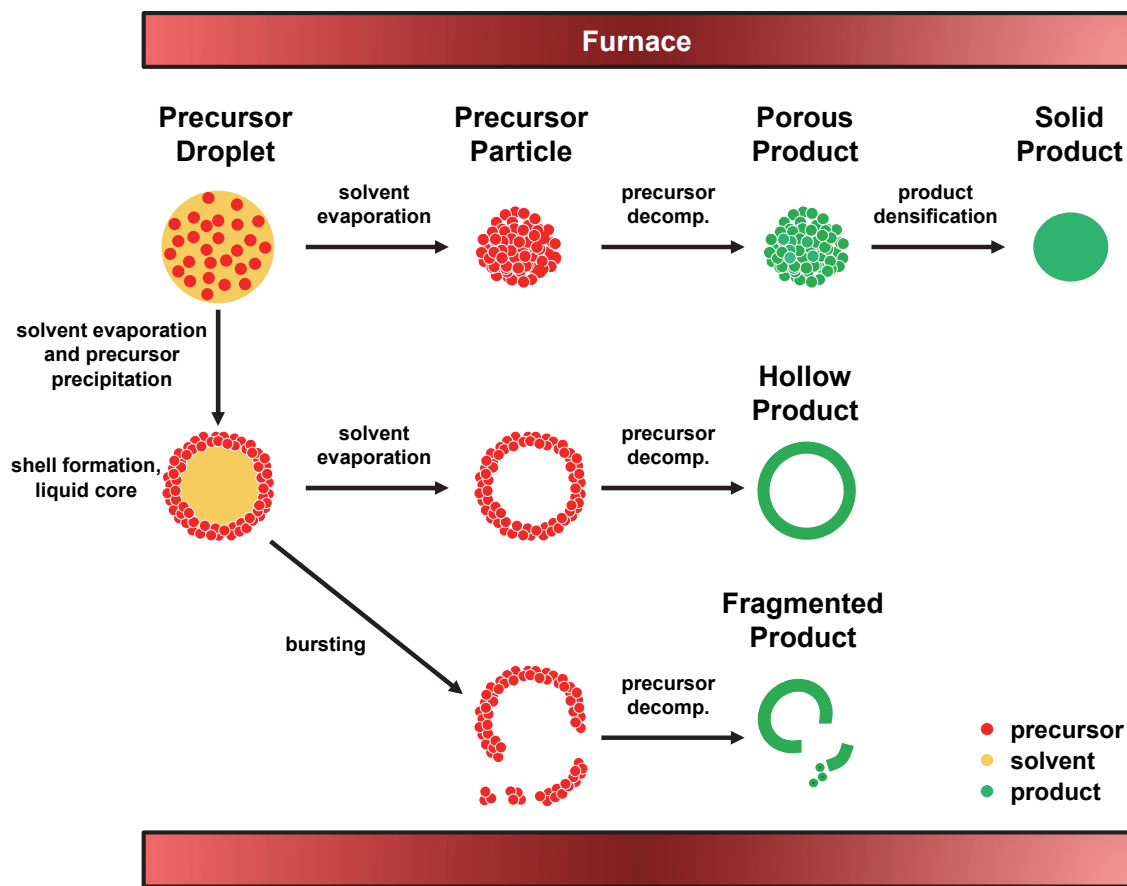 Furnace
Precursor
Droplet
Precursor
Particle
Porous
Product
Solid
Product
solvent
evaporation
precursor
decomp.
product
densification
solvent evaporation
and precursor
precipitation
Hollow
Product
shell formation,
liquid core
solvent
evaporation
precursor
decomp.
Fragmented
Product
bursting
precursor
decomp.
precursor
solvent
product